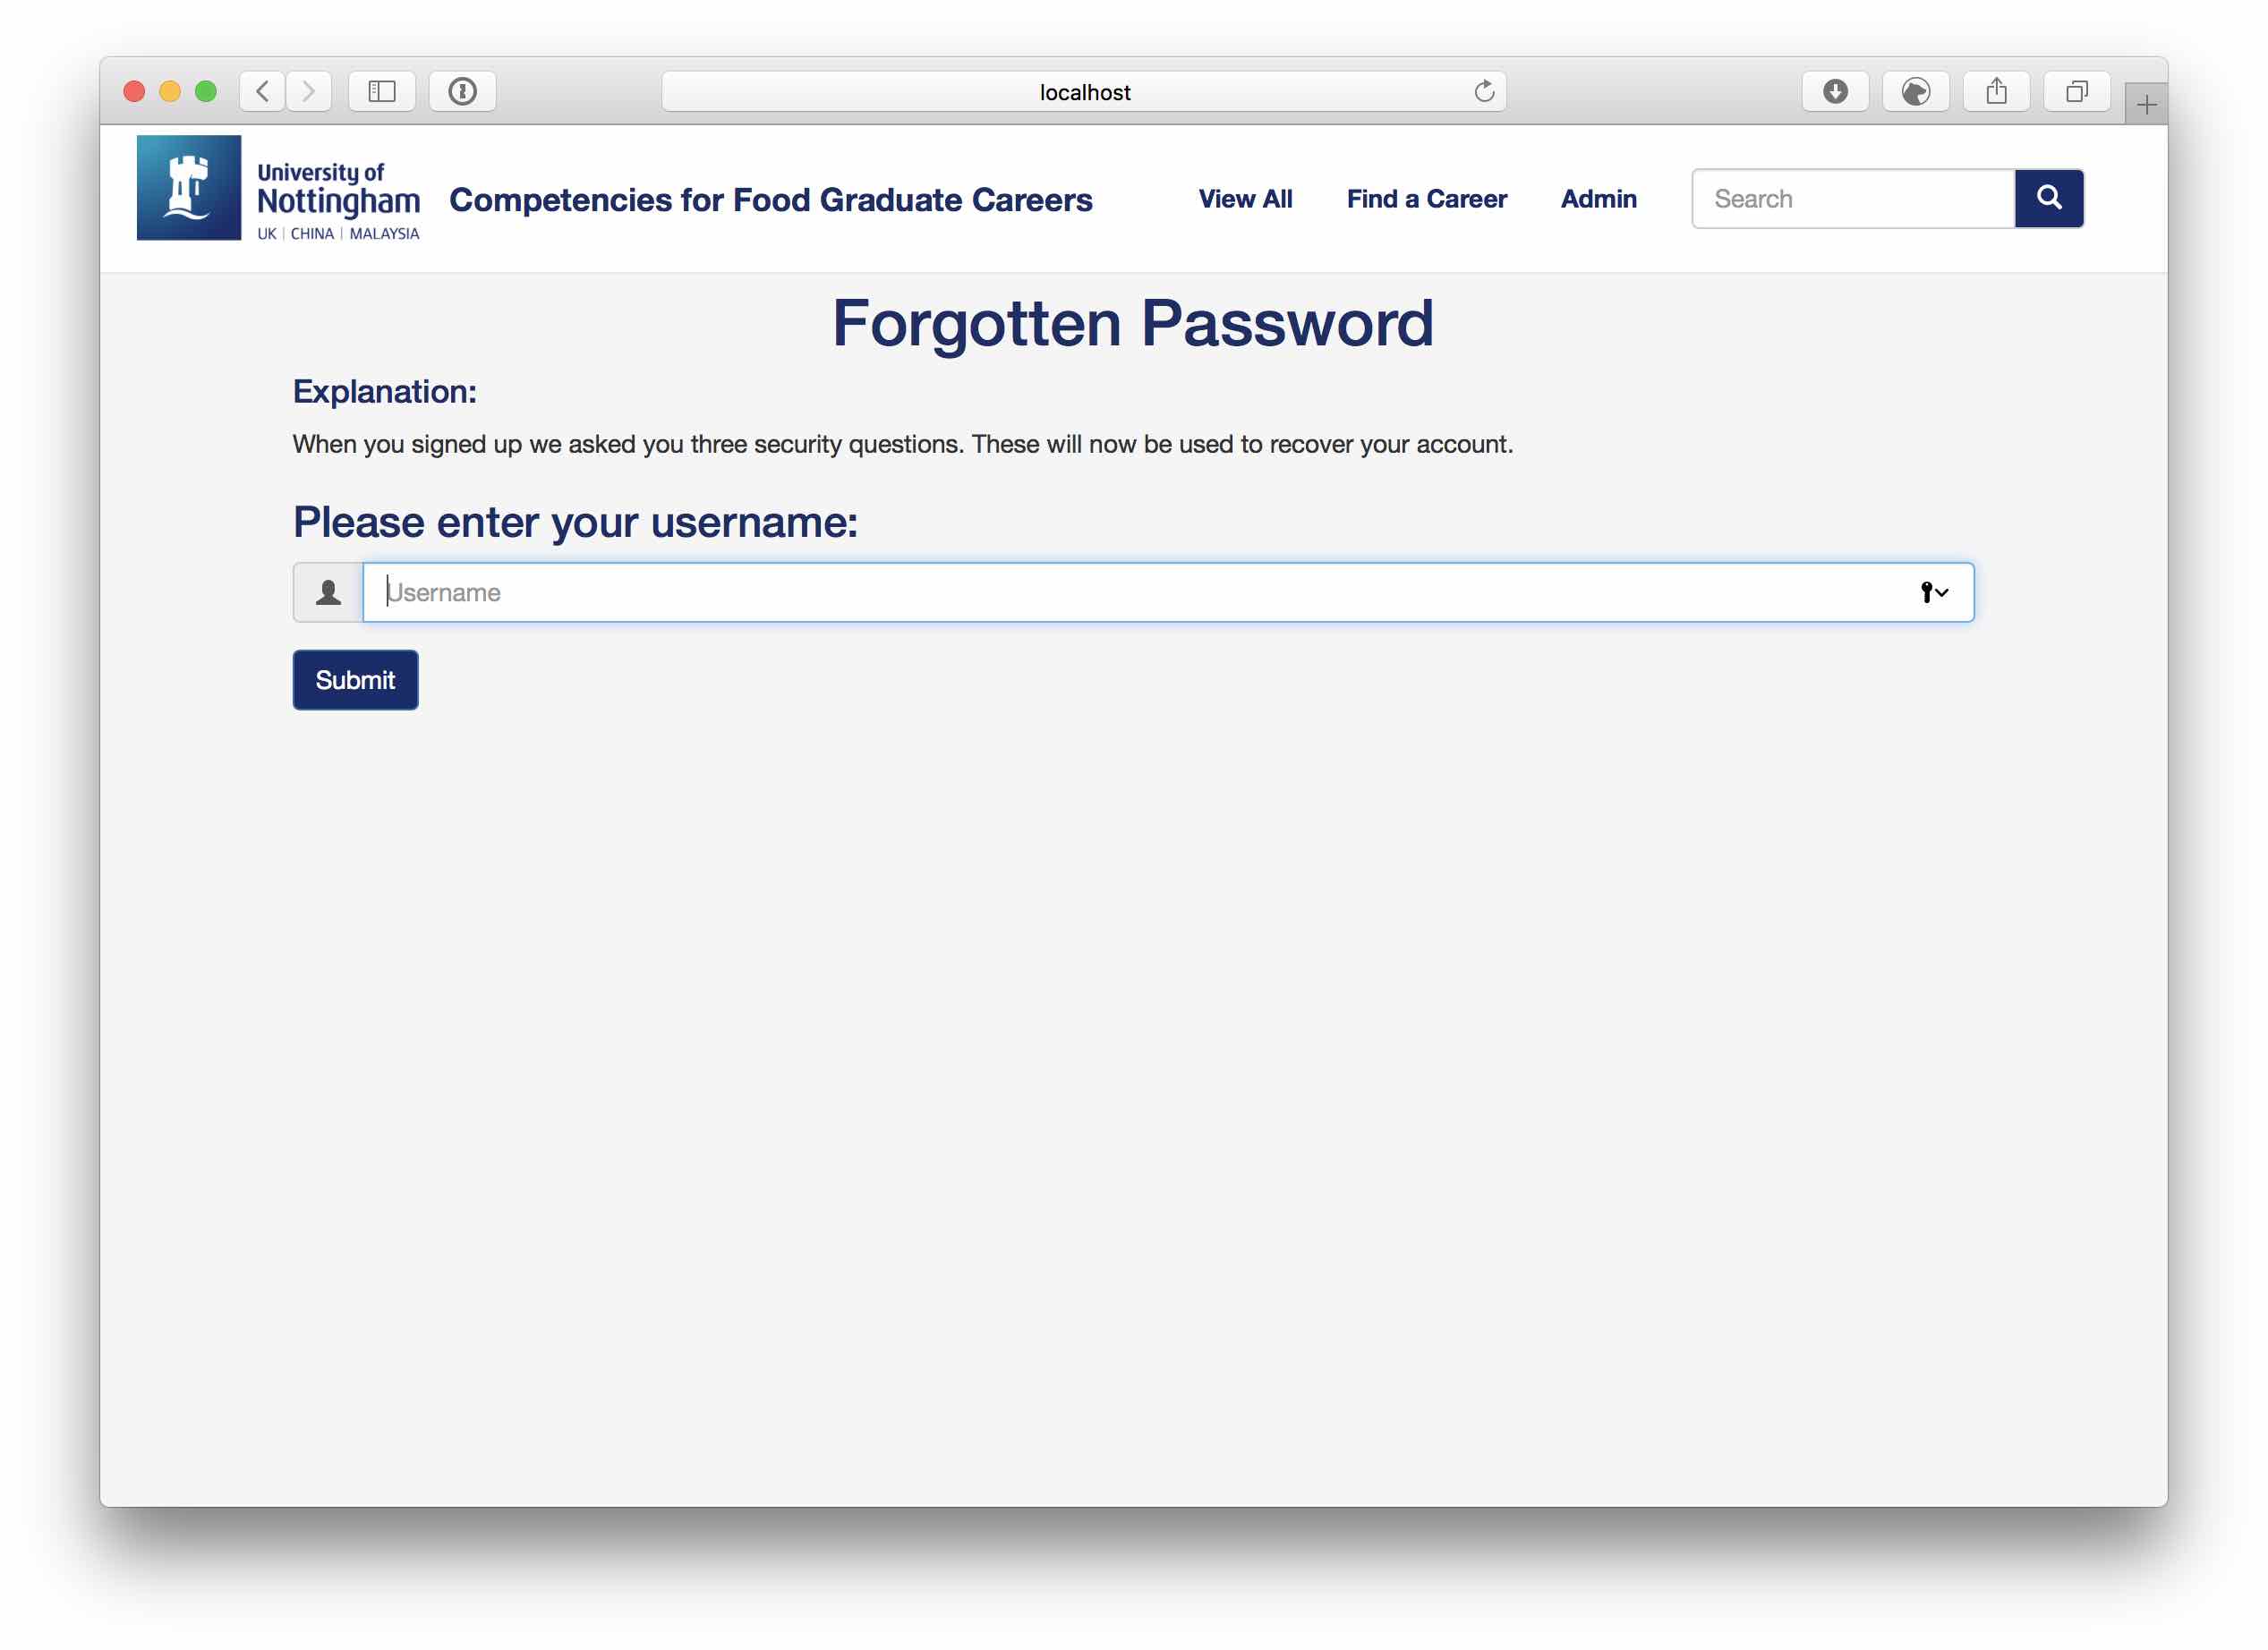 localhost
University of
Nottingham
UK | CHINA | MALAYSIA
Competencies for Food Graduate Careers
View All
Find a Career
Admin
Search
Forgotten Password
Explanation:
When you signed up we asked you three security questions. These will now be used to recover your account.
Please enter your username:
Username
Submit